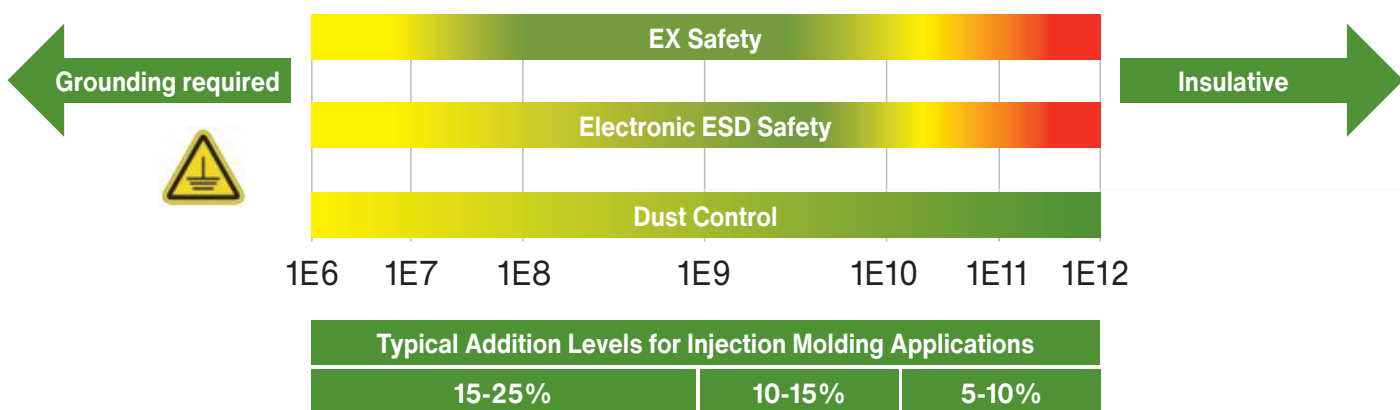 EX Safety
Grounding required
Insulative
Electronic ESD Safety
Dust Control
1E6 1E7 1E8 1E9 1E10 1E11 1E12
Typical Addition Levels for Injection Molding Applications
15-25% 10-15% 5-10%